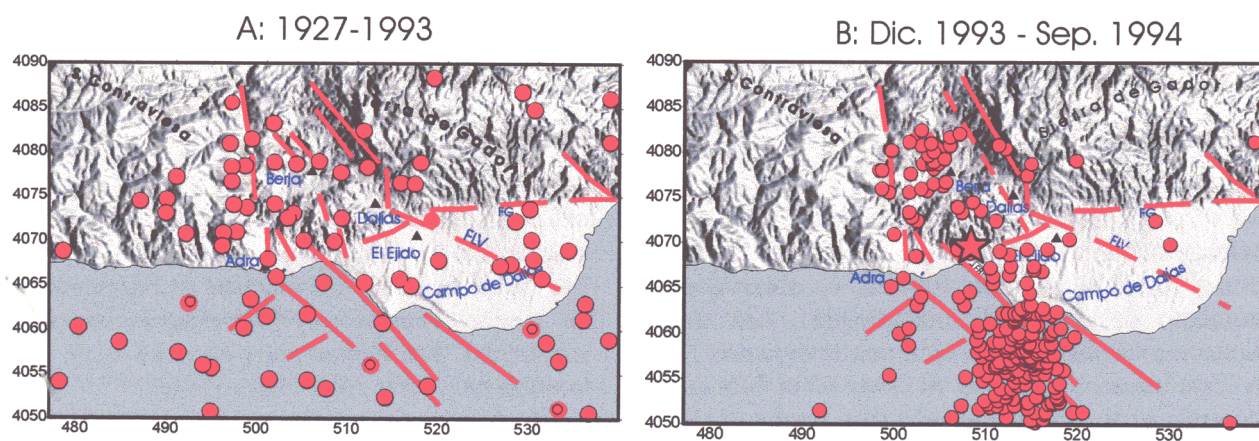 A: 1927-1993
4090
4085
4080
4075
4070
4065
4060
4055
4050
480
490
500
510
520
530
S. Contraviesa
de Gador
Berja
Dalias
El Ejido
Adra
FG
FLV
Campo de Dalias
B: Dic. 1993 - Sep. 1994
4090
4085
4080
4075
4070
4065
4060
4055
4050
480
490
500
510
520
530
S. Contraviesa
de Gador
Berja
Dalias
Adra
FG
FLV
Campo de Dalias